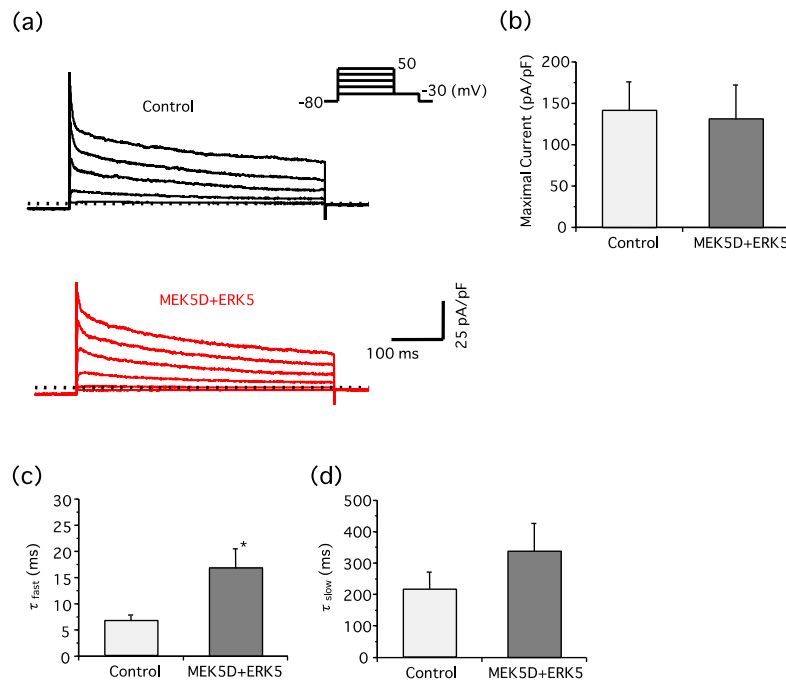 (a)
Control
50
-80
-30 (mV)
MEK5D+ERK5
100 ms
25 pA/pF
(b)
Maximal Current (pA/pF)
200
150
100
50
0
Control
MEK5D+ERK5
(c)
τ fast (ms)
30
25
20
15
10
5
0
*
Control
MEK5D+ERK5
(d)
τ slow (ms)
500
400
300
200
100
0
Control
MEK5D+ERK5